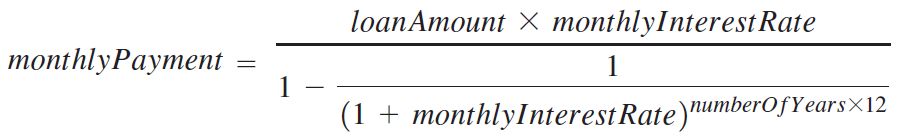 loanAmount × monthlyInterestRate
monthlyPayment =
1
1 −
(1 + monthlyInterestRate)^numberOfYears×12